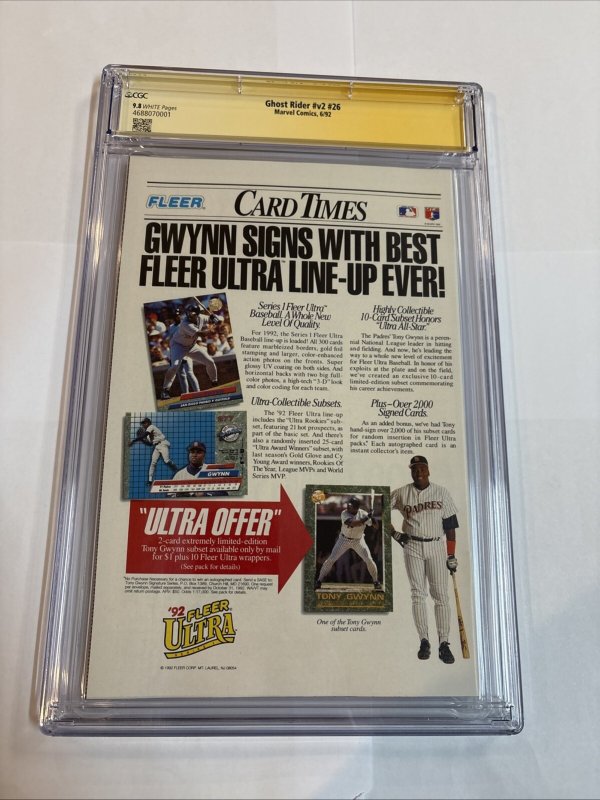 CGC
9.8 WHITE Pages
4688070001
Ghost Rider #v2 #26
Marvel Comics, 6/92
FLEER
CARD TIMES
GWYNN SIGNS WITH BEST
FLEER ULTRA™ LINE-UP EVER!
Series 1 Fleer Ultra™
Baseball. A Whole New
Level Of Quality.
For 1992, the Series 1 Fleer Ultra
Baseball line-up is loaded! All 300 cards
feature marbleized borders, gold foil
stamping and larger, color-enhanced
action photos on the fronts. Super
glossy UV coating on both sides. And
horizontal backs with two big full-
color photos, a high-tech "3-D" look
and color coding for each team.
Ultra-Collectible Subsets.
The '92 Fleer Ultra line-up
includes the "Ultra Rookies" sub-
set, featuring 21 hot prospects, as
part of the basic set. And there's
also a randomly inserted 25-card
"Ultra Award Winners" subset, with
last season's Gold Glove and Cy
Young Award winners, Rookies Of
The Year, League MVPs and World
Series MVP.
Highly Collectible
10-Card Subset Honors
"Ultra All-Star."
The Padres' Tony Gwynn is a peren-
nial National League leader in hitting
and fielding. And now, he's leading the
way to a whole new level of excitement
for Fleer Ultra Baseball. In honor of his
exploits at the plate and on the field,
we've created an exclusive 10-card
limited-edition subset commemorating
his career achievements.
Plus–Over 2,000
Signed Cards.
As an added bonus, we've had Tony
hand-sign over 2,000 of his subset cards
for random insertion in Fleer Ultra
packs.* Each autographed card is an
instant collector's item.
GWYNN
"ULTRA OFFER"
2-card extremely limited-edition
Tony Gwynn subset available only by mail
for $1 plus 10 Fleer Ultra wrappers.
(See pack for details)
TONY GWYNN
PADRES
One of the Tony Gwynn
subset cards.
'92 FLEER
ULTRA
© 1992 FLEER CORP. MT. LAUREL, NJ 08054